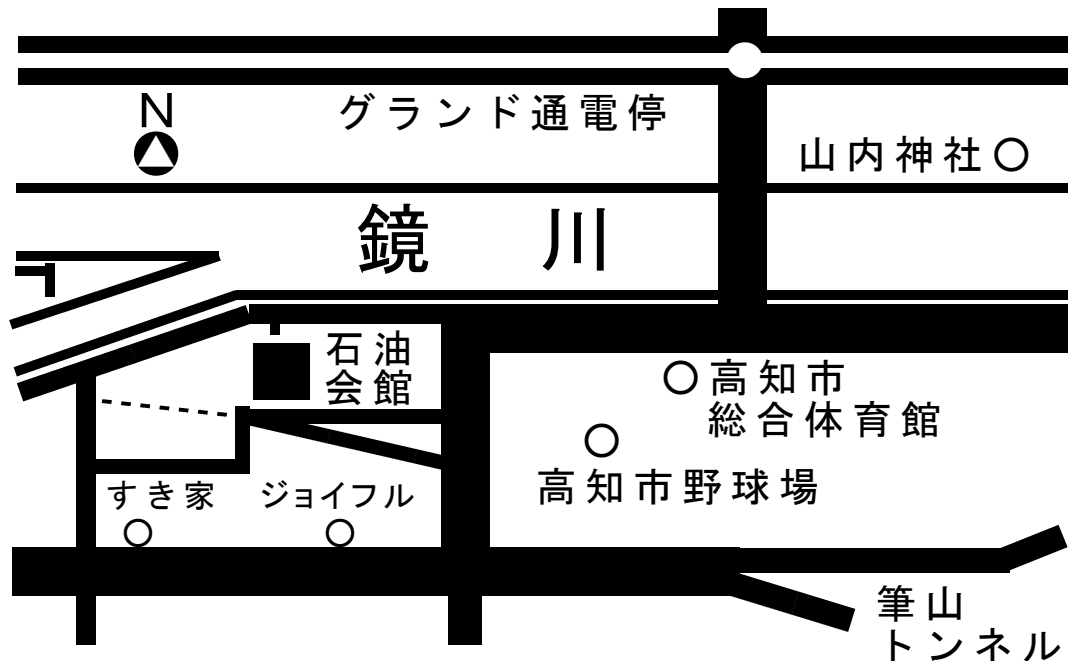 N
グランド通電停
山内神社
鏡川
石油
会館
高知市
総合体育館
高知市野球場
すき家
ジョイフル
筆山
トンネル